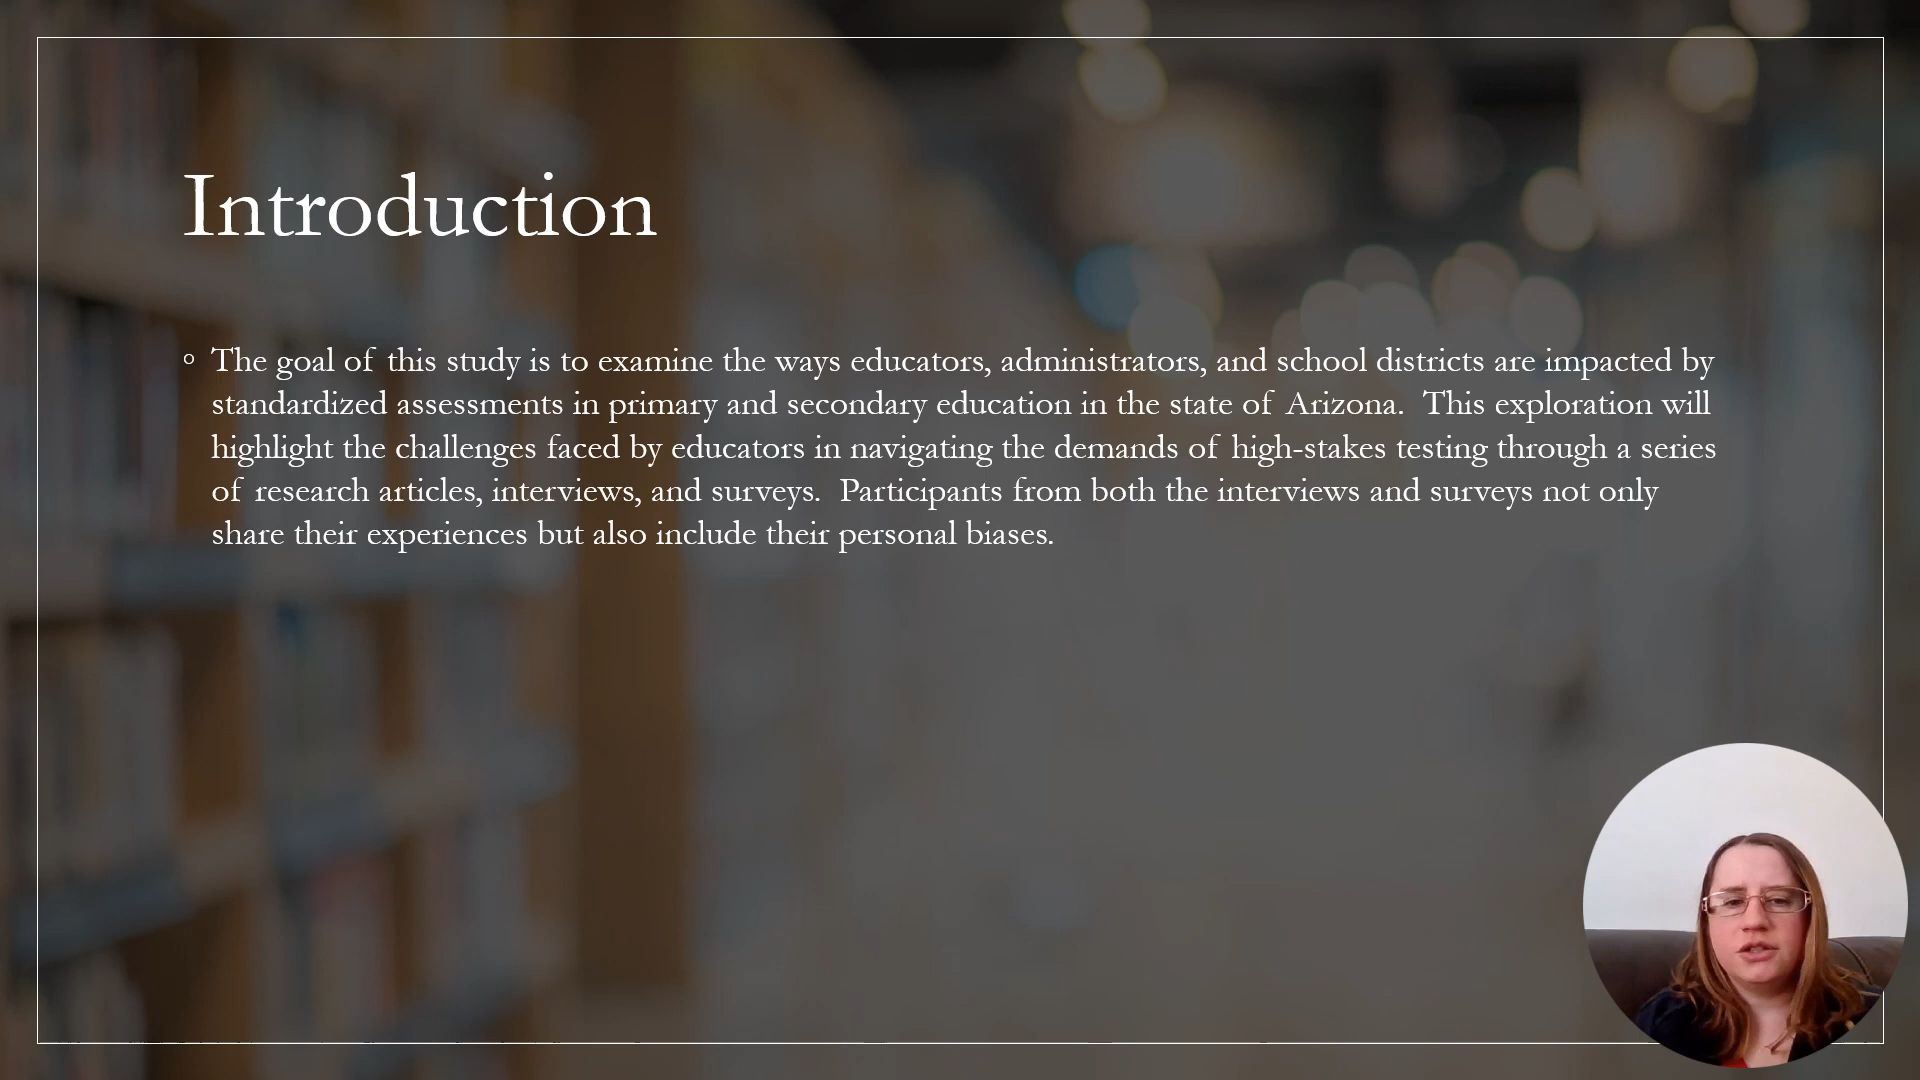 Introduction
◦ The goal of this study is to examine the ways educators, administrators, and school districts are impacted by
standardized assessments in primary and secondary education in the state of Arizona.  This exploration will
highlight the challenges faced by educators in navigating the demands of high-stakes testing through a series
of research articles, interviews, and surveys.  Participants from both the interviews and surveys not only
share their experiences but also include their personal biases.